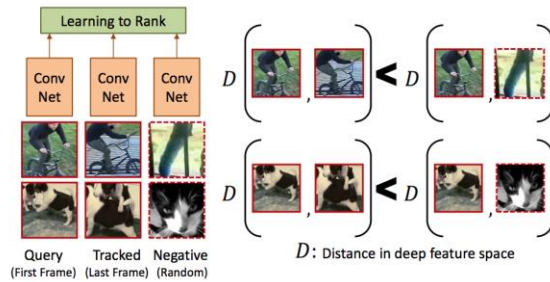 Learning to Rank
Conv Net
Conv Net
Conv Net
Query (First Frame)
Tracked (Last Frame)
Negative (Random)
D ( , ) < D ( , )
D ( , ) < D ( , )
D: Distance in deep feature space